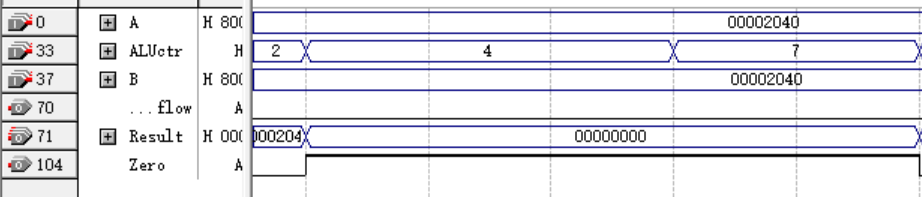 0 A H 800 00002040
33 ALUctr H 2 4 7
37 B H 800 00002040
70 ...flow A
71 Result H 000 000204 00000000
104 Zero A